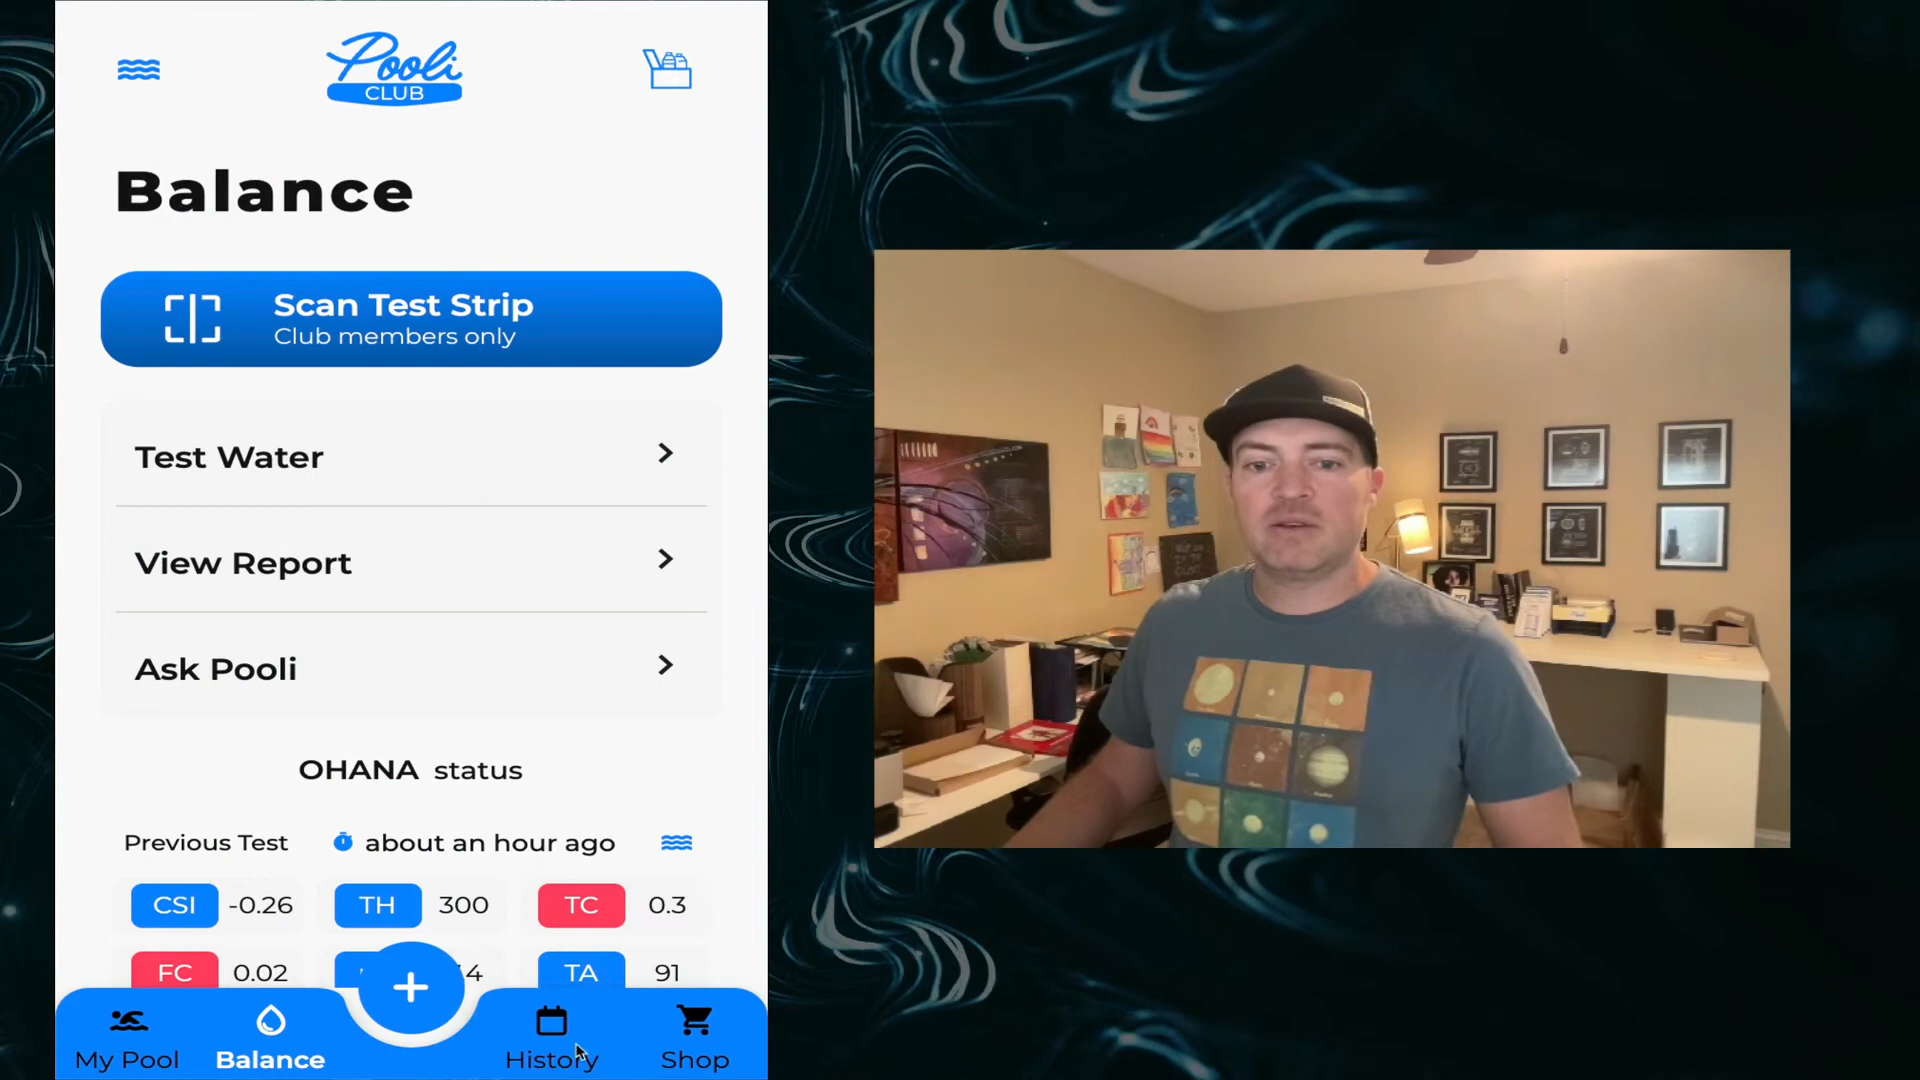 Pooli
CLUB
Balance
Scan Test Strip
Club members only
Test Water
View Report
Ask Pooli
OHANA status
Previous Test about an hour ago
CSI -0.26 TH 300 TC 0.3
FC 0.02 4 TA 91
+
My Pool Balance History Shop